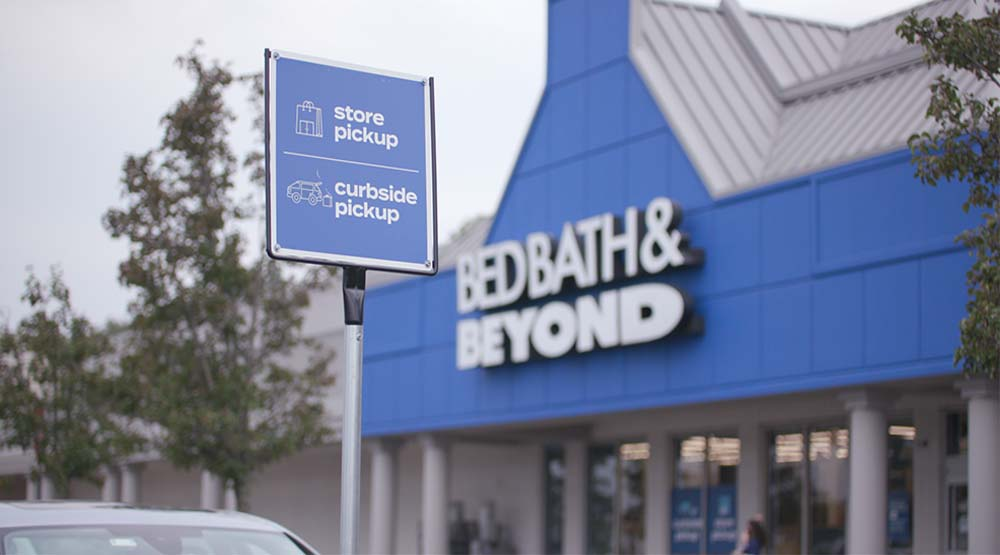 store
pickup
curbside
pickup
BED BATH &
BEYOND